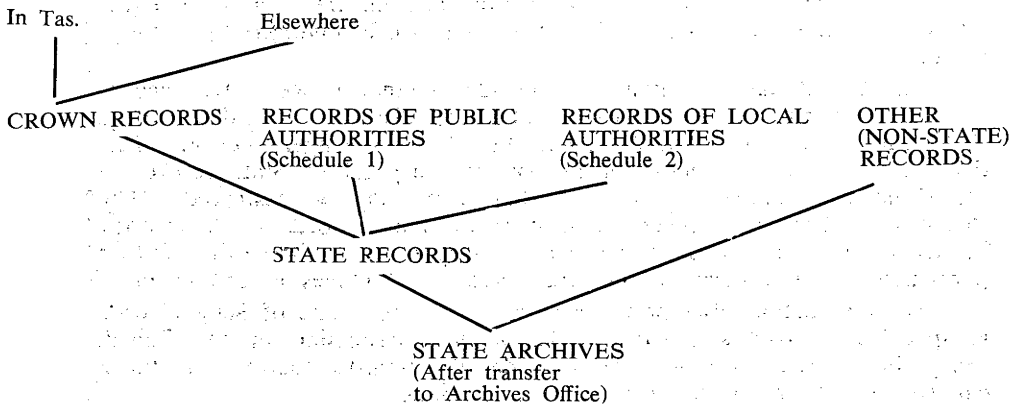 In Tas.
Elsewhere
CROWN RECORDS
RECORDS OF PUBLIC
AUTHORITIES
(Schedule 1)
RECORDS OF LOCAL
AUTHORITIES
(Schedule 2)
OTHER
(NON-STATE)
RECORDS
STATE RECORDS
STATE ARCHIVES
(After transfer
to Archives Office)